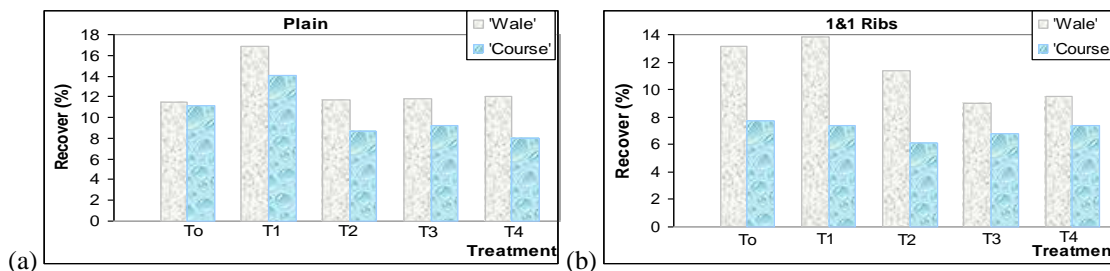 Plain
'Wale'
'Course'
Recover (%)
18
16
14
12
10
8
6
4
2
0
To T1 T2 T3 T4
Treatment
(a)
1&1 Ribs
'Wale'
'Course'
Recover (%)
14
12
10
8
6
4
2
0
To T1 T2 T3 T4
Treatment
(b)